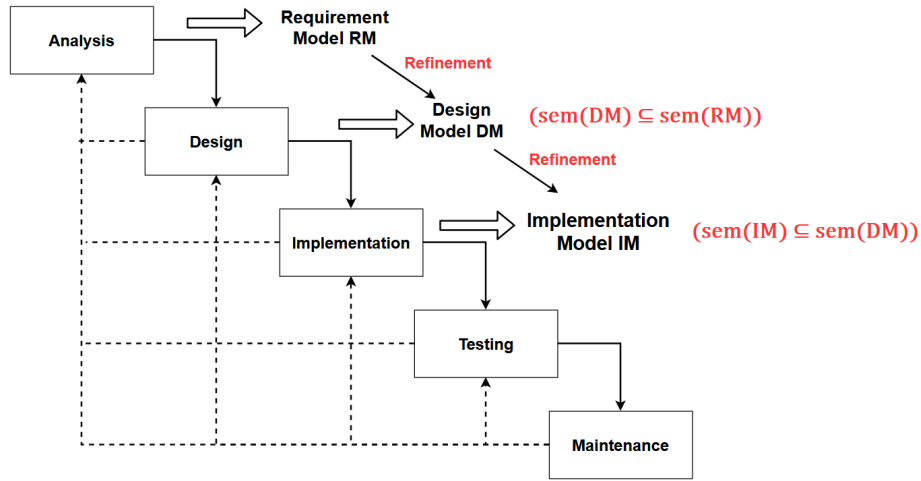 Analysis
Requirement
Model RM
Refinement
Design
Model DM
(sem(DM) ⊆ sem(RM))
Design
Refinement
Implementation
Implementation
Model IM
(sem(IM) ⊆ sem(DM))
Testing
Maintenance